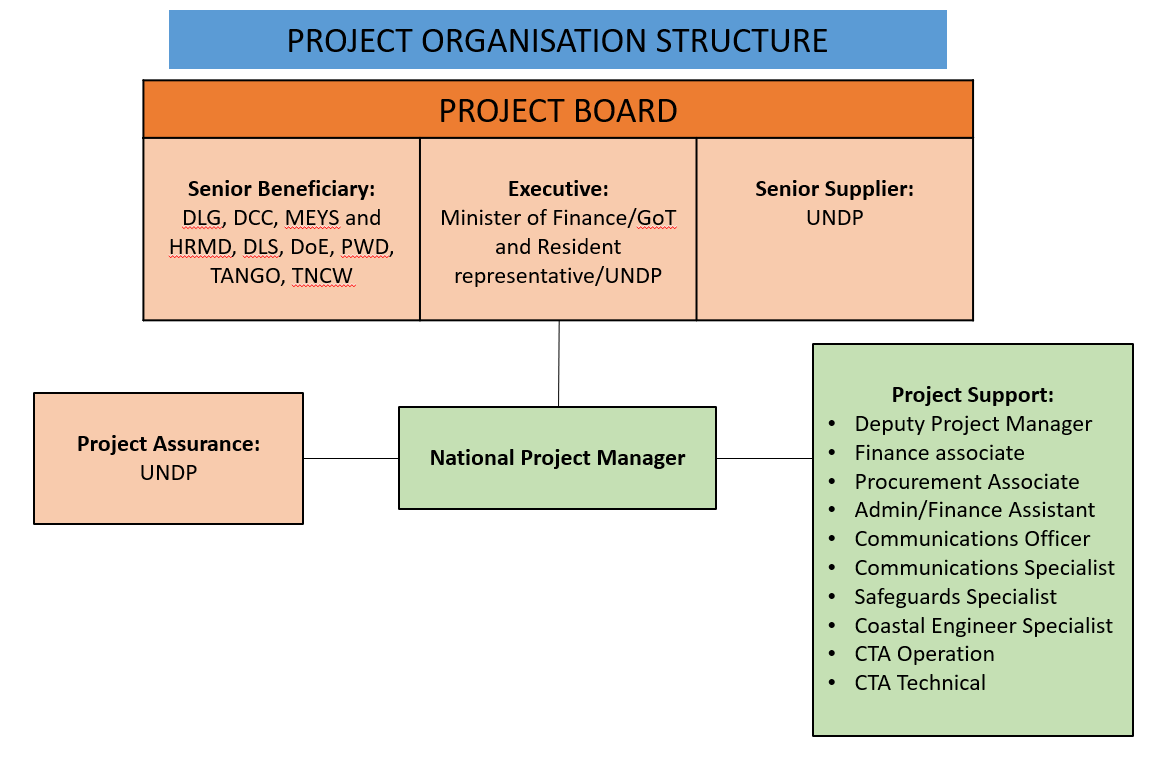 PROJECT ORGANISATION STRUCTURE
PROJECT BOARD
Senior Beneficiary:
DLG, DCC, MEYS and
HRMD, DLS, DoE, PWD,
TANGO, TNCW
Executive:
Minister of Finance/GoT
and Resident
representative/UNDP
Senior Supplier:
UNDP
Project Assurance:
UNDP
National Project Manager
Project Support:
• Deputy Project Manager
• Finance associate
• Procurement Associate
• Admin/Finance Assistant
• Communications Officer
• Communications Specialist
• Safeguards Specialist
• Coastal Engineer Specialist
• CTA Operation
• CTA Technical